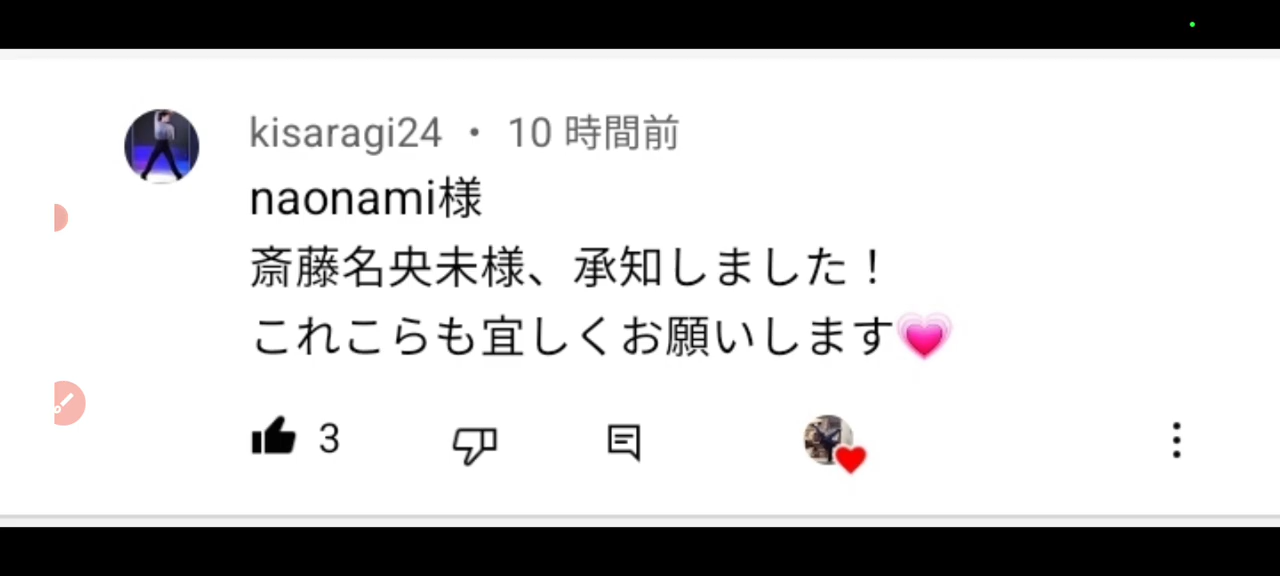 kisaragi24 • 10 時間前
naonami様
斎藤名央未様、承知しました！
これこらも宜しくお願いします💗
3